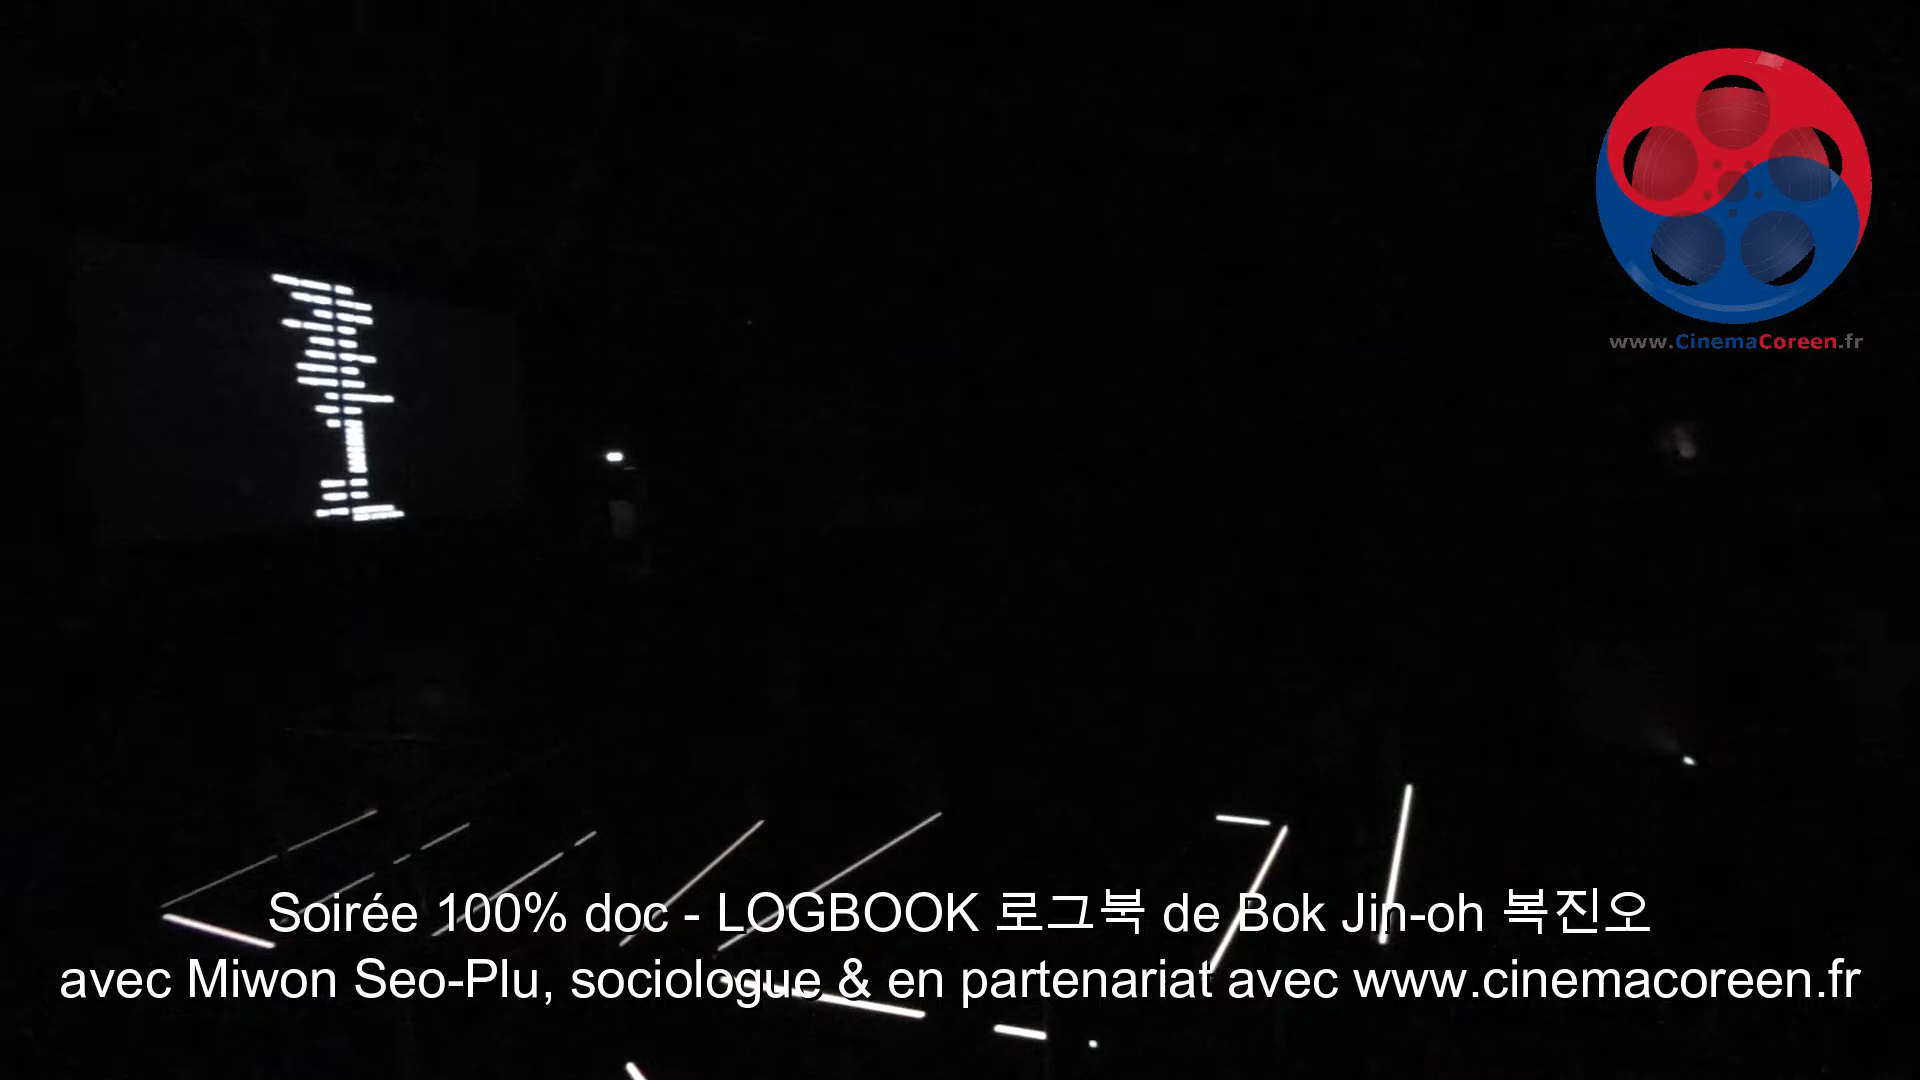 www.CinemaCoreen.fr
Soirée 100% doc - LOGBOOK 로그북 de Bok Jin-oh 복진오
avec Miwon Seo-Plu, sociologue & en partenariat avec www.cinemacoreen.fr